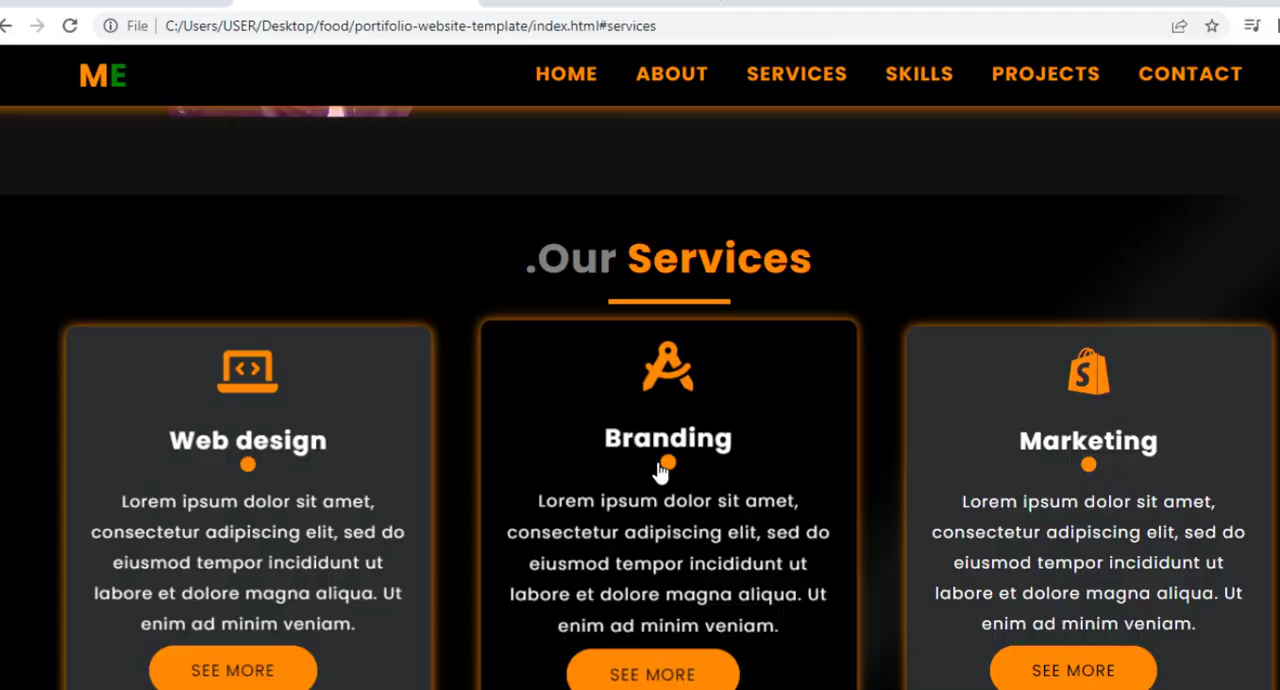 File
C:/Users/USER/Desktop/food/portifolio-website-template/index.html#services
ME
HOME
ABOUT
SERVICES
SKILLS
PROJECTS
CONTACT
.Our Services
Web design
Lorem ipsum dolor sit amet,
consectetur adipiscing elit, sed do
eiusmod tempor incididunt ut
labore et dolore magna aliqua. Ut
enim ad minim veniam.
SEE MORE
Branding
Lorem ipsum dolor sit amet,
consectetur adipiscing elit, sed do
eiusmod tempor incididunt ut
labore et dolore magna aliqua. Ut
enim ad minim veniam.
SEE MORE
S
Marketing
Lorem ipsum dolor sit amet,
consectetur adipiscing elit, sed do
eiusmod tempor incididunt ut
labore et dolore magna aliqua. Ut
enim ad minim veniam.
SEE MORE